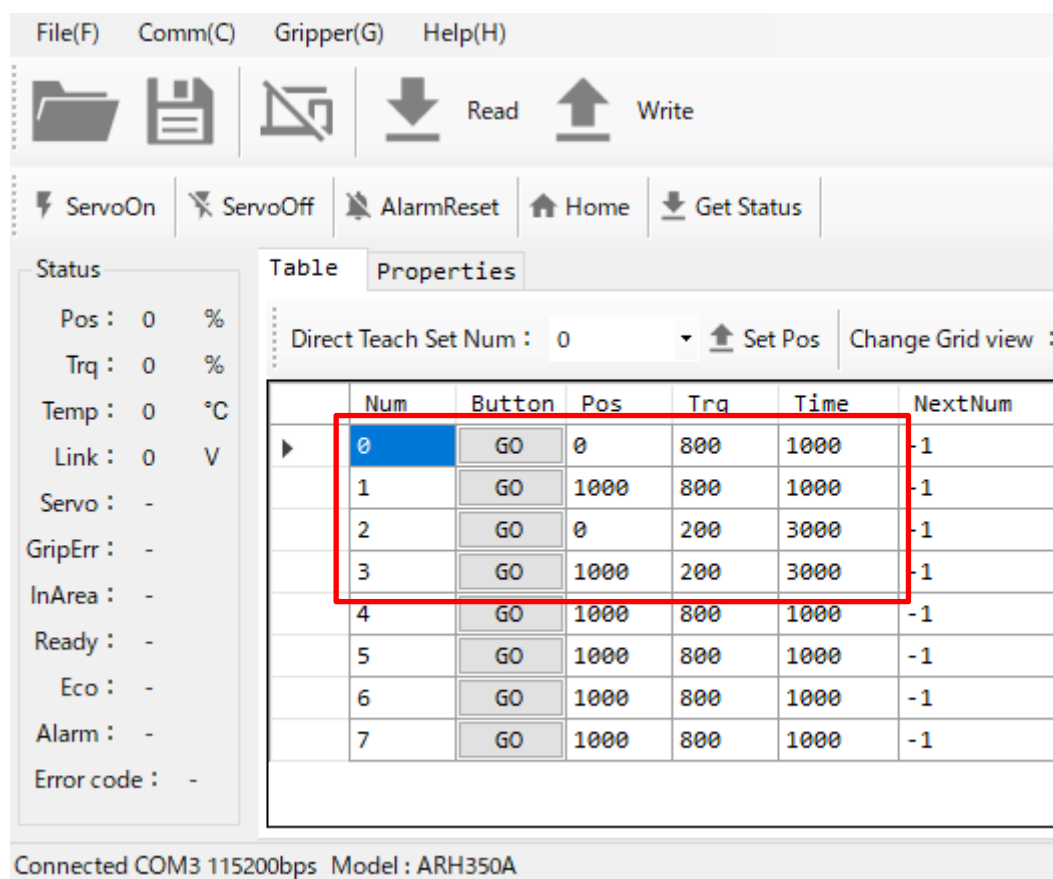 File(F) Comm(C) Gripper(G) Help(H)
Read Write
ServoOn ServoOff AlarmReset Home Get Status
Status
Pos： 0 %
Trq： 0 %
Temp： 0 ℃
Link： 0 V
Servo： -
GripErr： -
InArea： -
Ready： -
Eco： -
Alarm： -
Error code： -
Table Properties
Direct Teach Set Num： 0 Set Pos Change Grid view：
Num Button Pos Trq Time NextNum
0 GO 0 800 1000 -1
1 GO 1000 800 1000 -1
2 GO 0 200 3000 -1
3 GO 1000 200 3000 -1
4 GO 1000 800 1000 -1
5 GO 1000 800 1000 -1
6 GO 1000 800 1000 -1
7 GO 1000 800 1000 -1
Connected COM3 115200bps Model : ARH350A